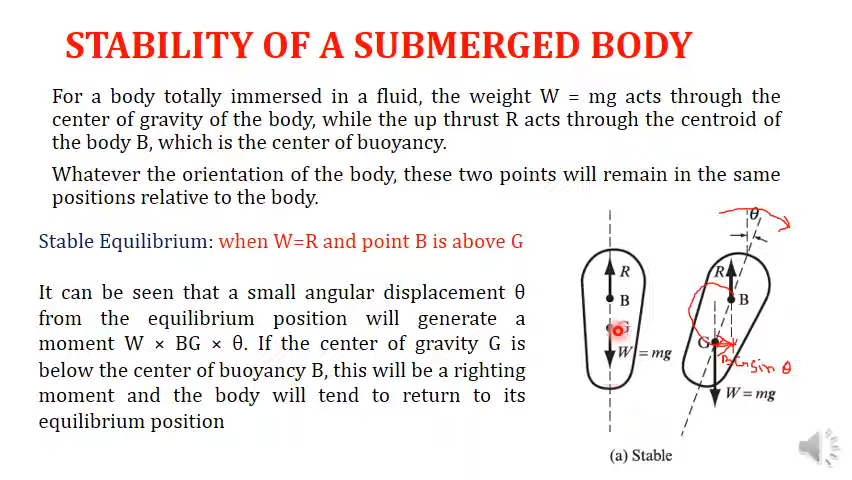 STABILITY OF A SUBMERGED BODY
For a body totally immersed in a fluid, the weight W = mg acts through the
center of gravity of the body, while the up thrust R acts through the centroid of
the body B, which is the center of buoyancy.
Whatever the orientation of the body, these two points will remain in the same
positions relative to the body.
Stable Equilibrium: when W=R and point B is above G
It can be seen that a small angular displacement θ
from the equilibrium position will generate a
moment W × BG × θ. If the center of gravity G is
below the center of buoyancy B, this will be a righting
moment and the body will tend to return to its
equilibrium position
R
B
G
W = mg
θ
R
B
G
BG sin θ
W = mg
(a) Stable